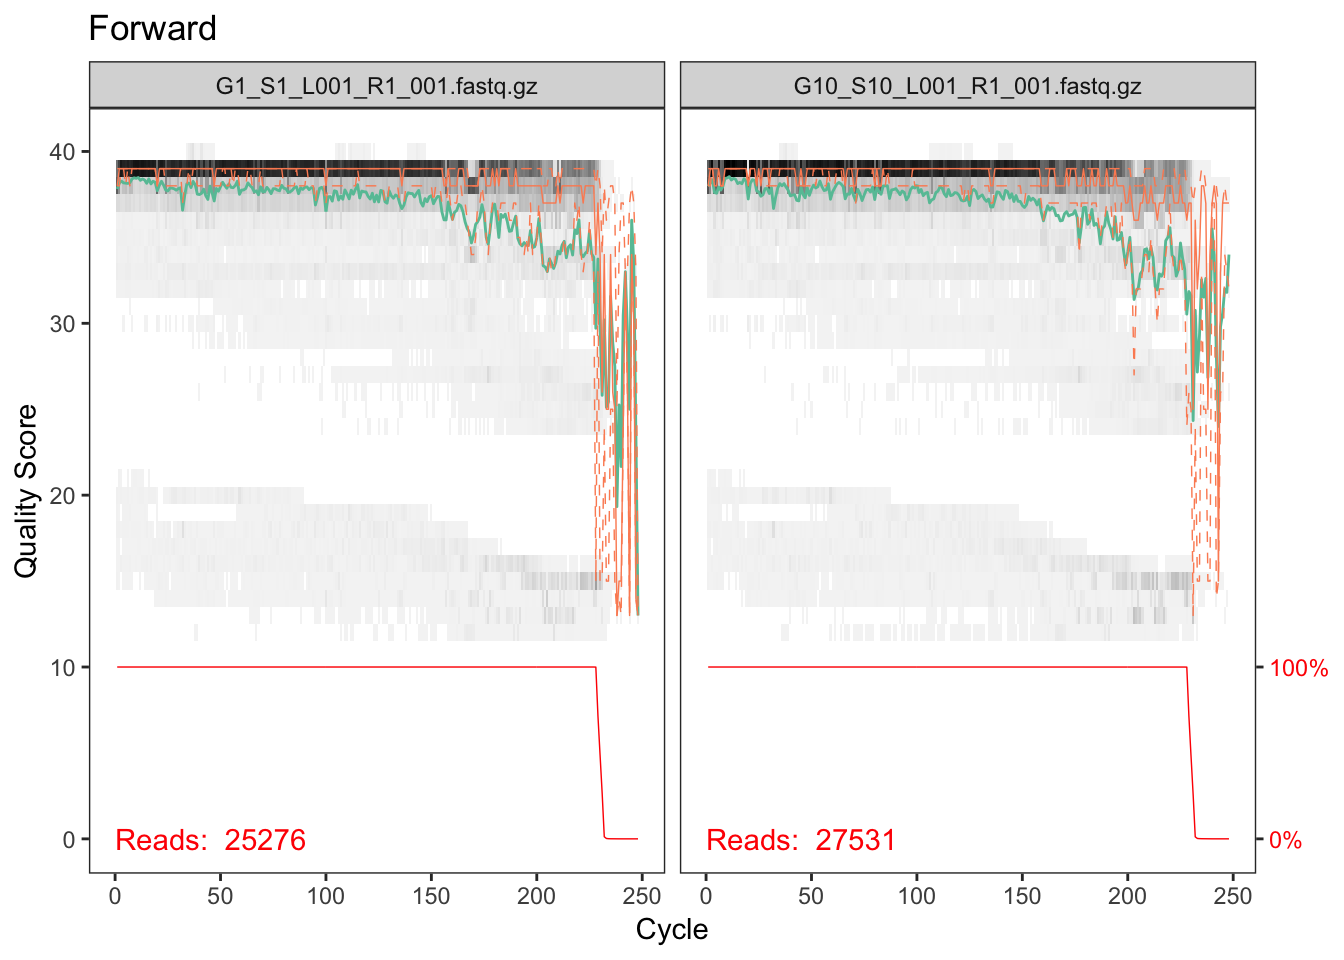 Forward
G1_S1_L001_R1_001.fastq.gz
G10_S10_L001_R1_001.fastq.gz
Quality Score
40
30
20
10
0
100%
0%
Reads: 25276
Reads: 27531
0 50 100 150 200 250
0 50 100 150 200 250
Cycle